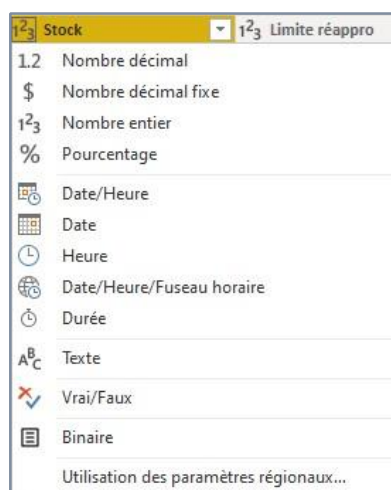 1²3 Stock 1²3 Limite réappro
1.2 Nombre décimal
$ Nombre décimal fixe
1²3 Nombre entier
% Pourcentage
Date/Heure
Date
Heure
Date/Heure/Fuseau horaire
Durée
ABC Texte
Vrai/Faux
Binaire
Utilisation des paramètres régionaux...